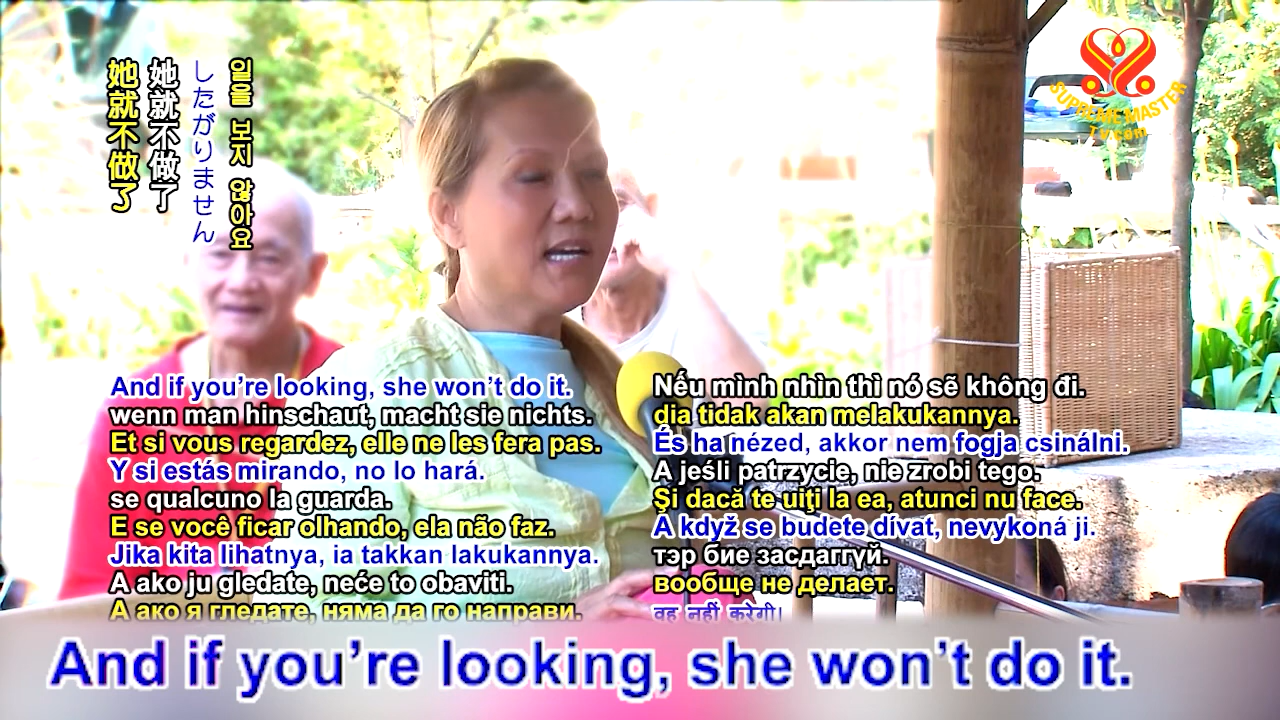 她就不做了
她就不做了
したがりません
일을 보지 않아요
SUPREME MASTER
TV.com
And if you’re looking, she won’t do it.
wenn man hinschaut, macht sie nichts.
Et si vous regardez, elle ne les fera pas.
Y si estás mirando, no lo hará.
se qualcuno la guarda.
E se você ficar olhando, ela não faz.
Jika kita lihatnya, ia takkan lakukannya.
A ako ju gledate, neće to obaviti.
А ако я гледате, няма да го направи.
Nếu mình nhìn thì nó sẽ không đi.
dia tidak akan melakukannya.
És ha nézed, akkor nem fogja csinálni.
A jeśli patrzycie, nie zrobi tego.
Şi dacă te uiţi la ea, atunci nu face.
A když se budete dívat, nevykoná ji.
тэр бие засдаггүй.
вообще не делает.
वह नहीं करेगी।
And if you’re looking, she won’t do it.